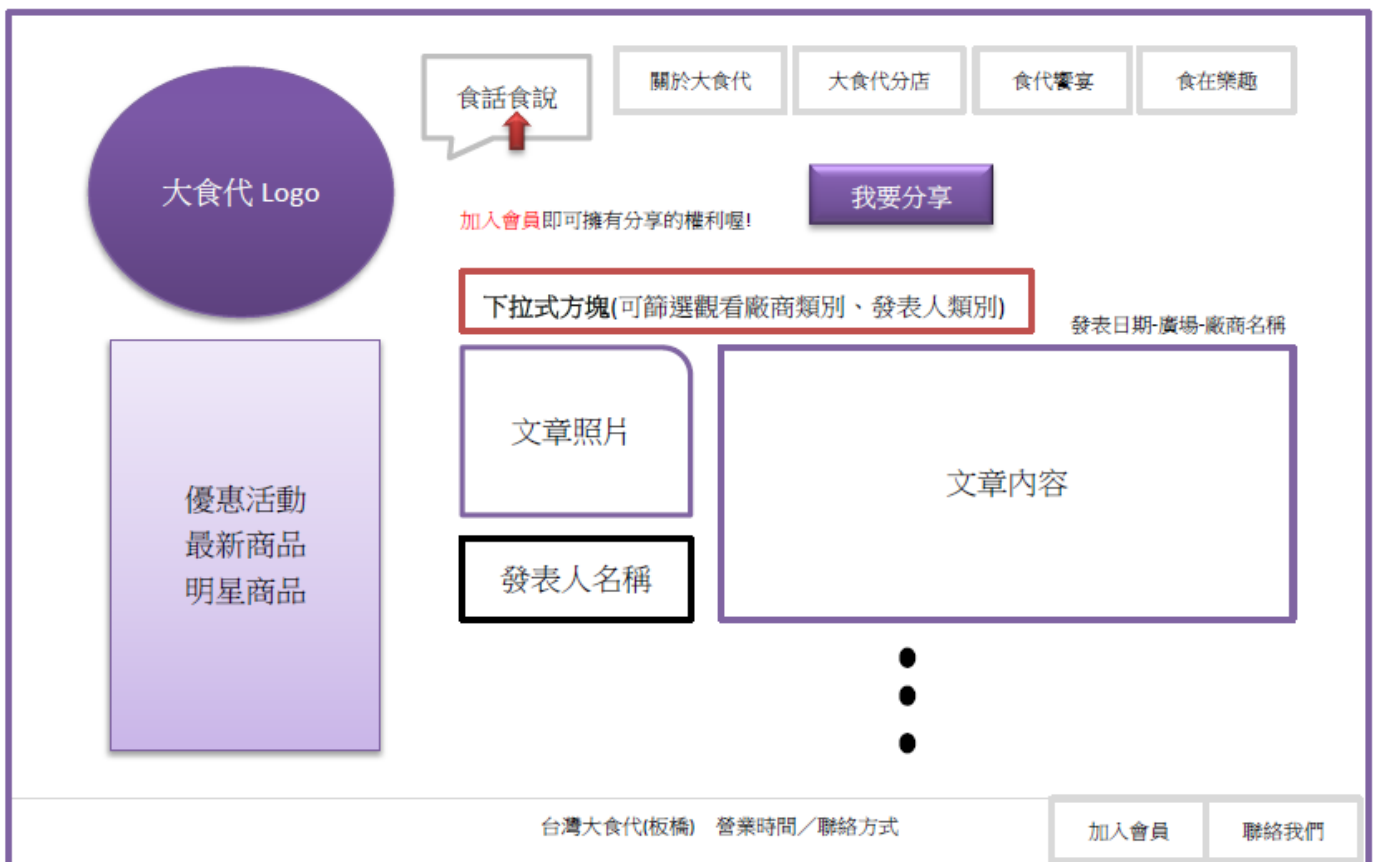 食話食說
關於大食代
大食代分店
食代饗宴
食在樂趣
大食代 Logo
我要分享
加入會員即可擁有分享的權利喔!
下拉式方塊(可篩選觀看廠商類別、發表人類別)
發表日期-廣場-廠商名稱
文章照片
文章內容
優惠活動
最新商品
明星商品
發表人名稱
台灣大食代(板橋) 營業時間／聯絡方式
加入會員
聯絡我們